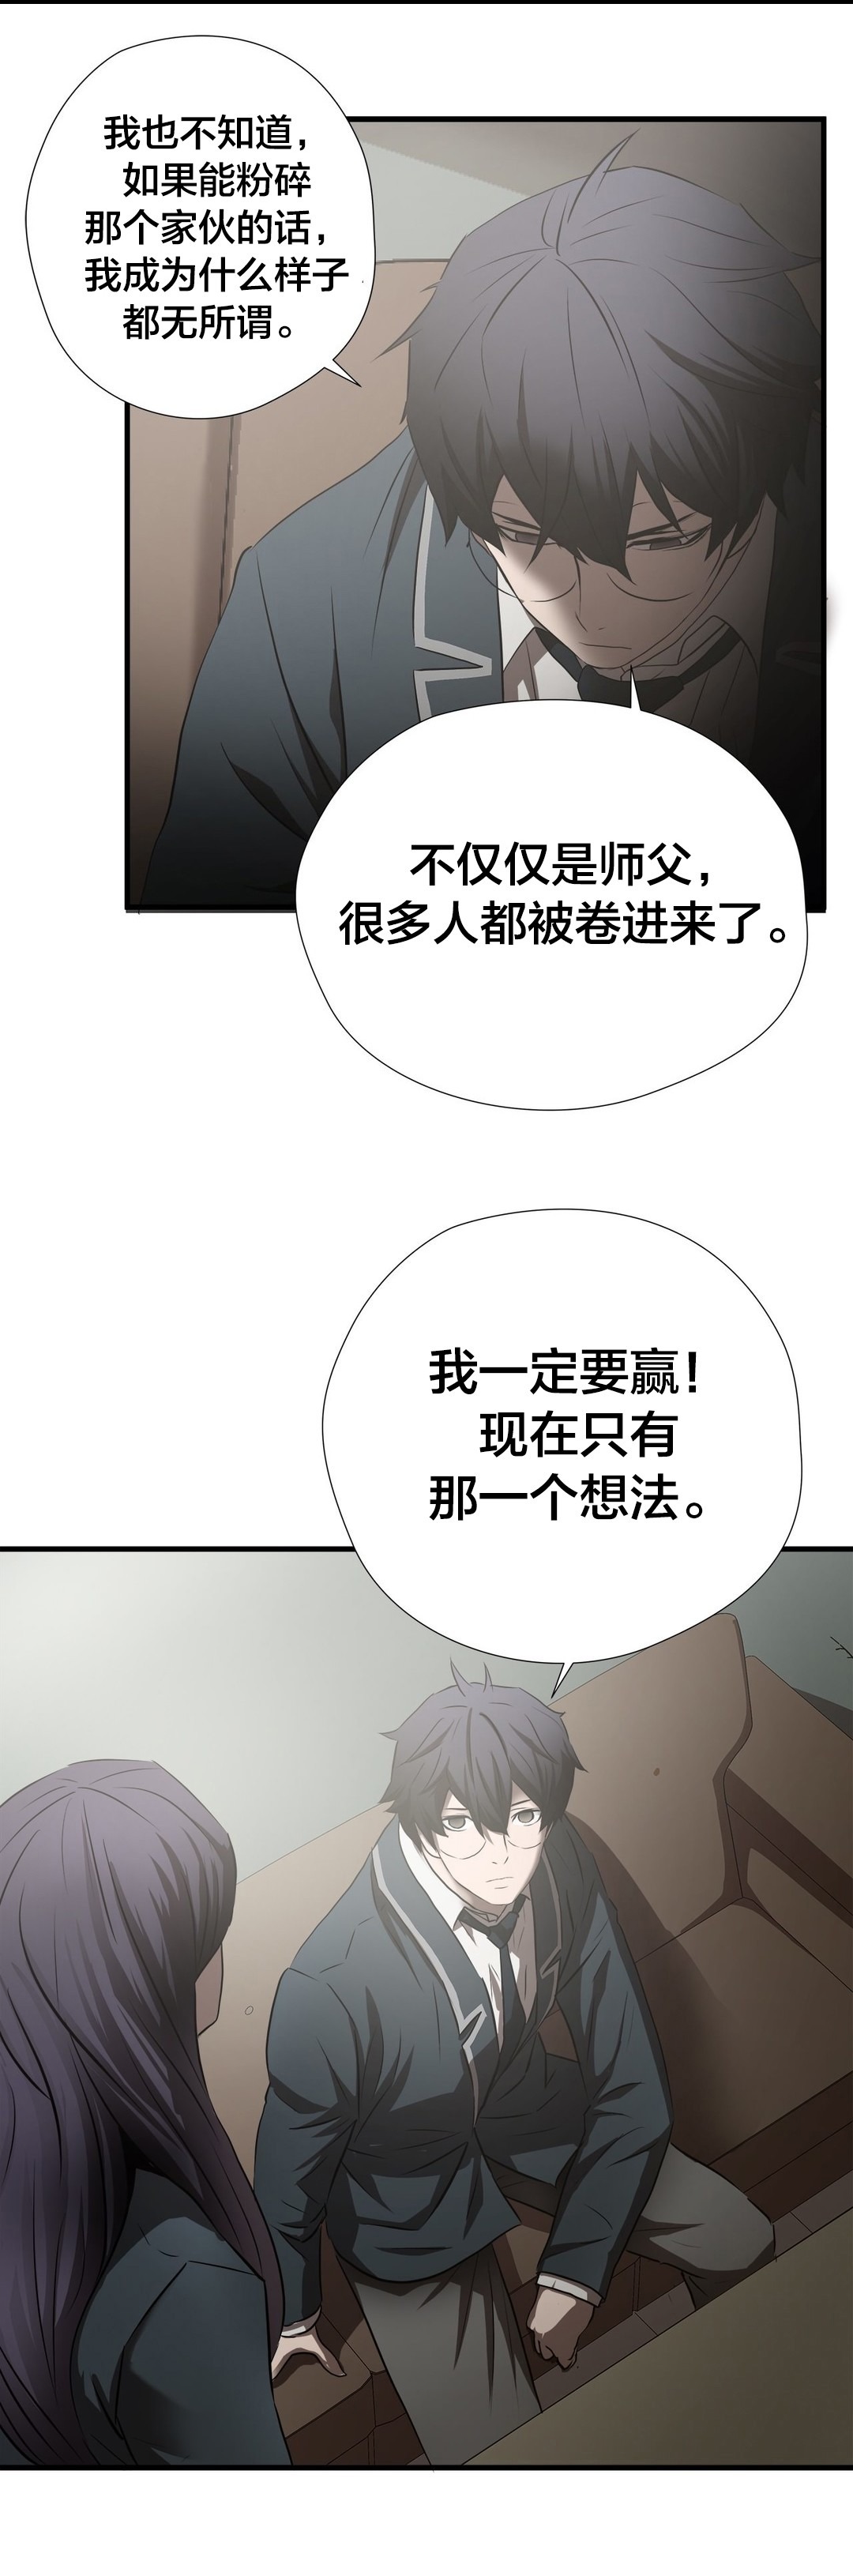 我也不知道，
如果能粉碎
那个家伙的话，
我成为什么样子
都无所谓。
不仅仅是师父，
很多人都被卷进来了。
我一定要赢！
现在只有
那一个想法。